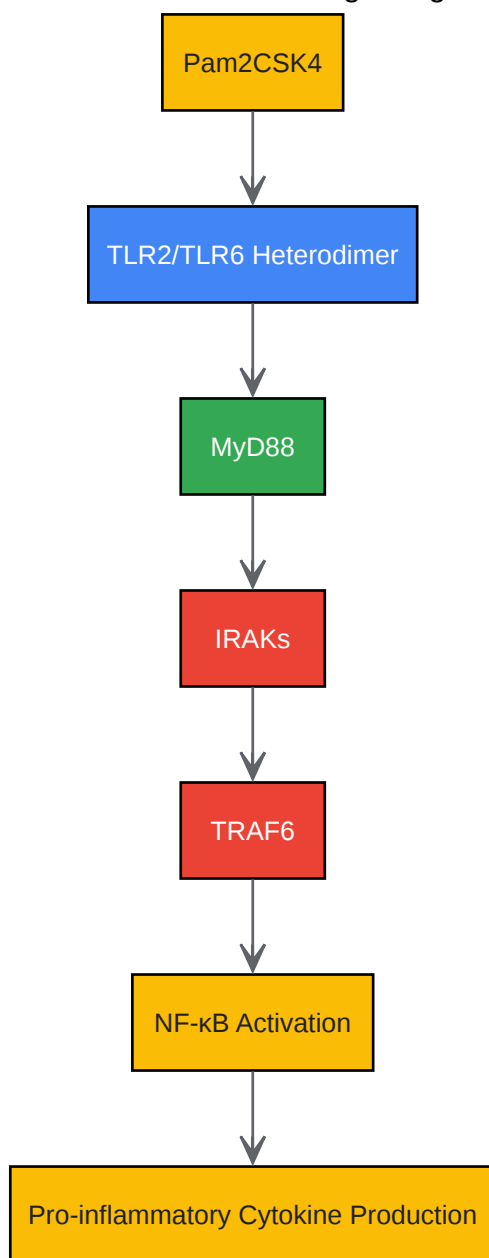 Pam2CSK4
TLR2/TLR6 Heterodimer
MyD88
IRAKs
TRAF6
NF-κB Activation
Pro-inflammatory Cytokine Production